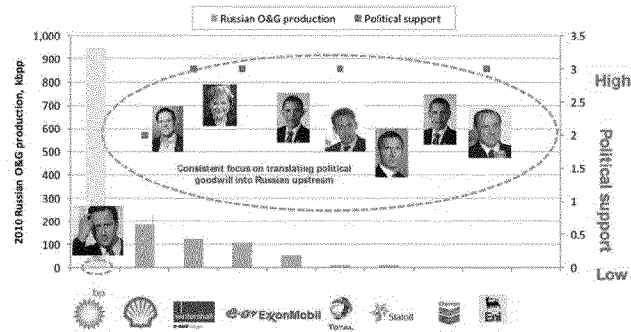 Russian O&G production Political support
1,000
900
800
700
600
500
400
300
200
100
0
2010 Russian O&G production, kbpp
3.5
3
2.5
2
1.5
1
0.5
0
High
Political support
Low
Consistent focus on translating political
goodwill into Russian upstream
bp
wintershall
e·on ExxonMobil
TOTAL
Statoil
Chevron
Eni